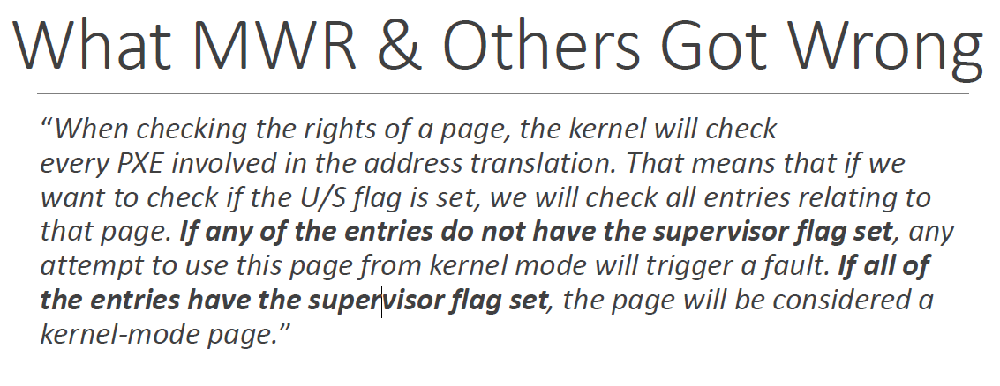 What MWR & Others Got Wrong
“When checking the rights of a page, the kernel will check
every PXE involved in the address translation. That means that if we
want to check if the U/S flag is set, we will check all entries relating to
that page. If any of the entries do not have the supervisor flag set, any
attempt to use this page from kernel mode will trigger a fault. If all of
the entries have the supervisor flag set, the page will be considered a
kernel-mode page.”